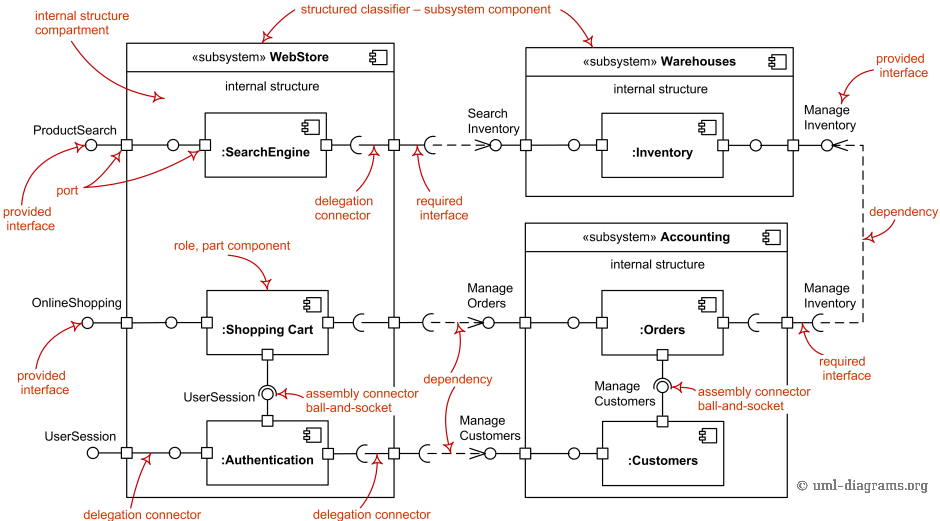 structured classifier – subsystem component
internal structure
compartment
«subsystem» WebStore
internal structure
«subsystem» Warehouses
internal structure
provided
interface
ProductSearch
:SearchEngine
Search
Inventory
:Inventory
Manage
Inventory
port
provided
interface
delegation
connector
required
interface
dependency
role, part component
«subsystem» Accounting
internal structure
OnlineShopping
:Shopping Cart
Manage
Orders
:Orders
Manage
Inventory
provided
interface
required
interface
dependency
UserSession
assembly connector
ball-and-socket
Manage
Customers
assembly connector
ball-and-socket
UserSession
:Authentication
Manage
Customers
:Customers
delegation connector
delegation connector
© uml-diagrams.org